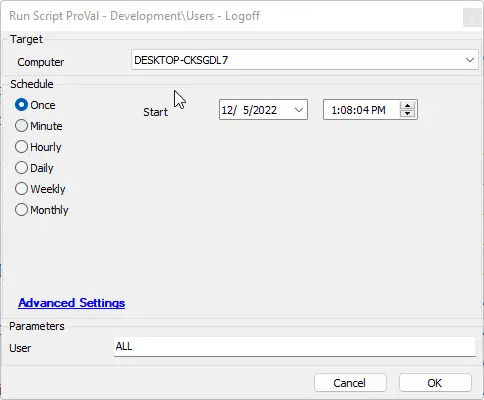 Run Script ProVal - Development\Users - Logoff
Target
Computer DESKTOP-CKSGDL7
Schedule
Once
Start 12/ 5/2022 1:08:04 PM
Minute
Hourly
Daily
Weekly
Monthly
Advanced Settings
Parameters
User ALL
Cancel OK